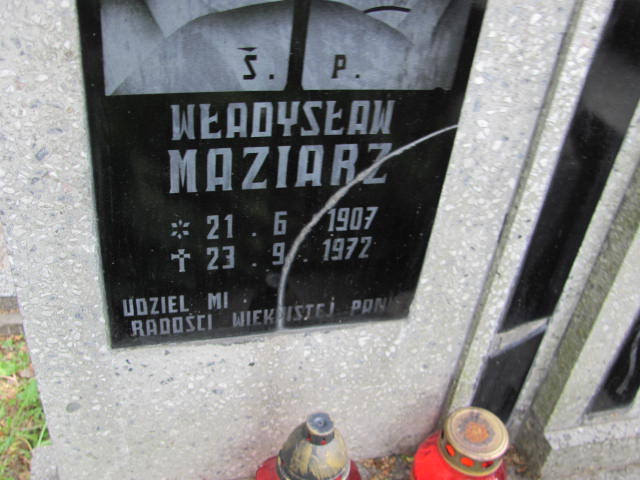 Š. P.
WŁADYSŁAW
MAZIARZ
* 21 . 6 1907
† 23 . 9 . 1972
UDZIEL MI
RADOŚCI WIEKUISTEJ PANIE